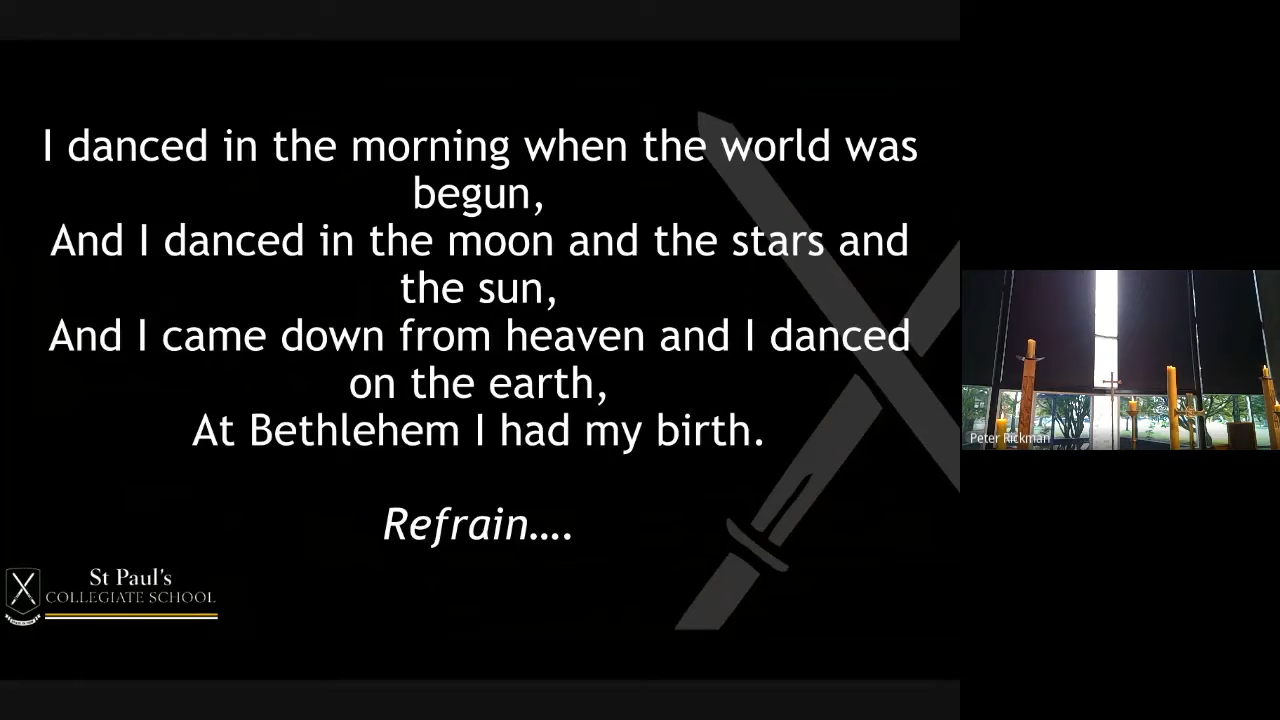 I danced in the morning when the world was
begun,
And I danced in the moon and the stars and
the sun,
And I came down from heaven and I danced
on the earth,
At Bethlehem I had my birth.
Refrain....
St Paul's
COLLEGIATE SCHOOL
Peter Rickman